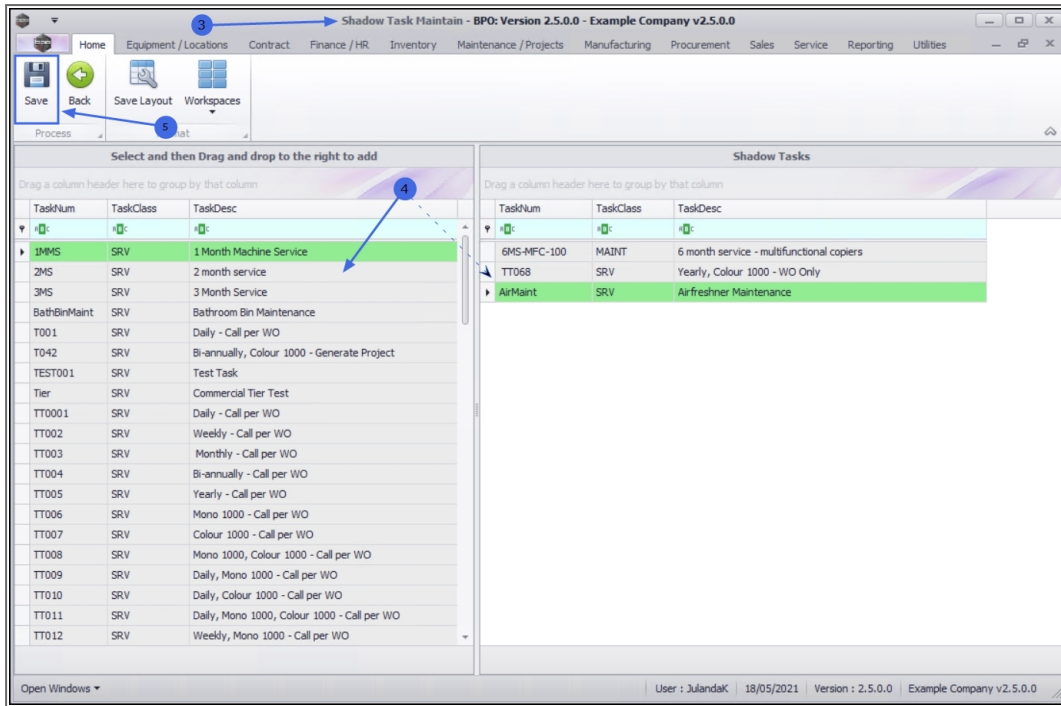 3
Shadow Task Maintain - BPO: Version 2.5.0.0 - Example Company v2.5.0.0
Home Equipment / Locations Contract Finance / HR Inventory Maintenance / Projects Manufacturing Procurement Sales Service Reporting Utilities
Save Back Save Layout Workspaces
5
Process
Select and then Drag and drop to the right to add
Shadow Tasks
Drag a column header here to group by that column
4
Drag a column header here to group by that column
TaskNum TaskClass TaskDesc
TaskNum TaskClass TaskDesc
1MMS SRV 1 Month Machine Service
6MS-MFC-100 MAINT 6 month service - multifunctional copiers
2MS SRV 2 month service
TT068 SRV Yearly, Colour 1000 - WO Only
3MS SRV 3 Month Service
AirMaint SRV Airfreshner Maintenance
BathBinMaint SRV Bathroom Bin Maintenance
T001 SRV Daily - Call per WO
T042 SRV Bi-annually, Colour 1000 - Generate Project
TEST001 SRV Test Task
Tier SRV Commercial Tier Test
TT0001 SRV Daily - Call per WO
TT002 SRV Weekly - Call per WO
TT003 SRV Monthly - Call per WO
TT004 SRV Bi-annually - Call per WO
TT005 SRV Yearly - Call per WO
TT006 SRV Mono 1000 - Call per WO
TT007 SRV Colour 1000 - Call per WO
TT008 SRV Mono 1000, Colour 1000 - Call per WO
TT009 SRV Daily, Mono 1000 - Call per WO
TT010 SRV Daily, Colour 1000 - Call per WO
TT011 SRV Daily, Mono 1000, Colour 1000 - Call per WO
TT012 SRV Weekly, Mono 1000 - Call per WO
Open Windows
User : JulandaK 18/05/2021 Version : 2.5.0.0 Example Company v2.5.0.0